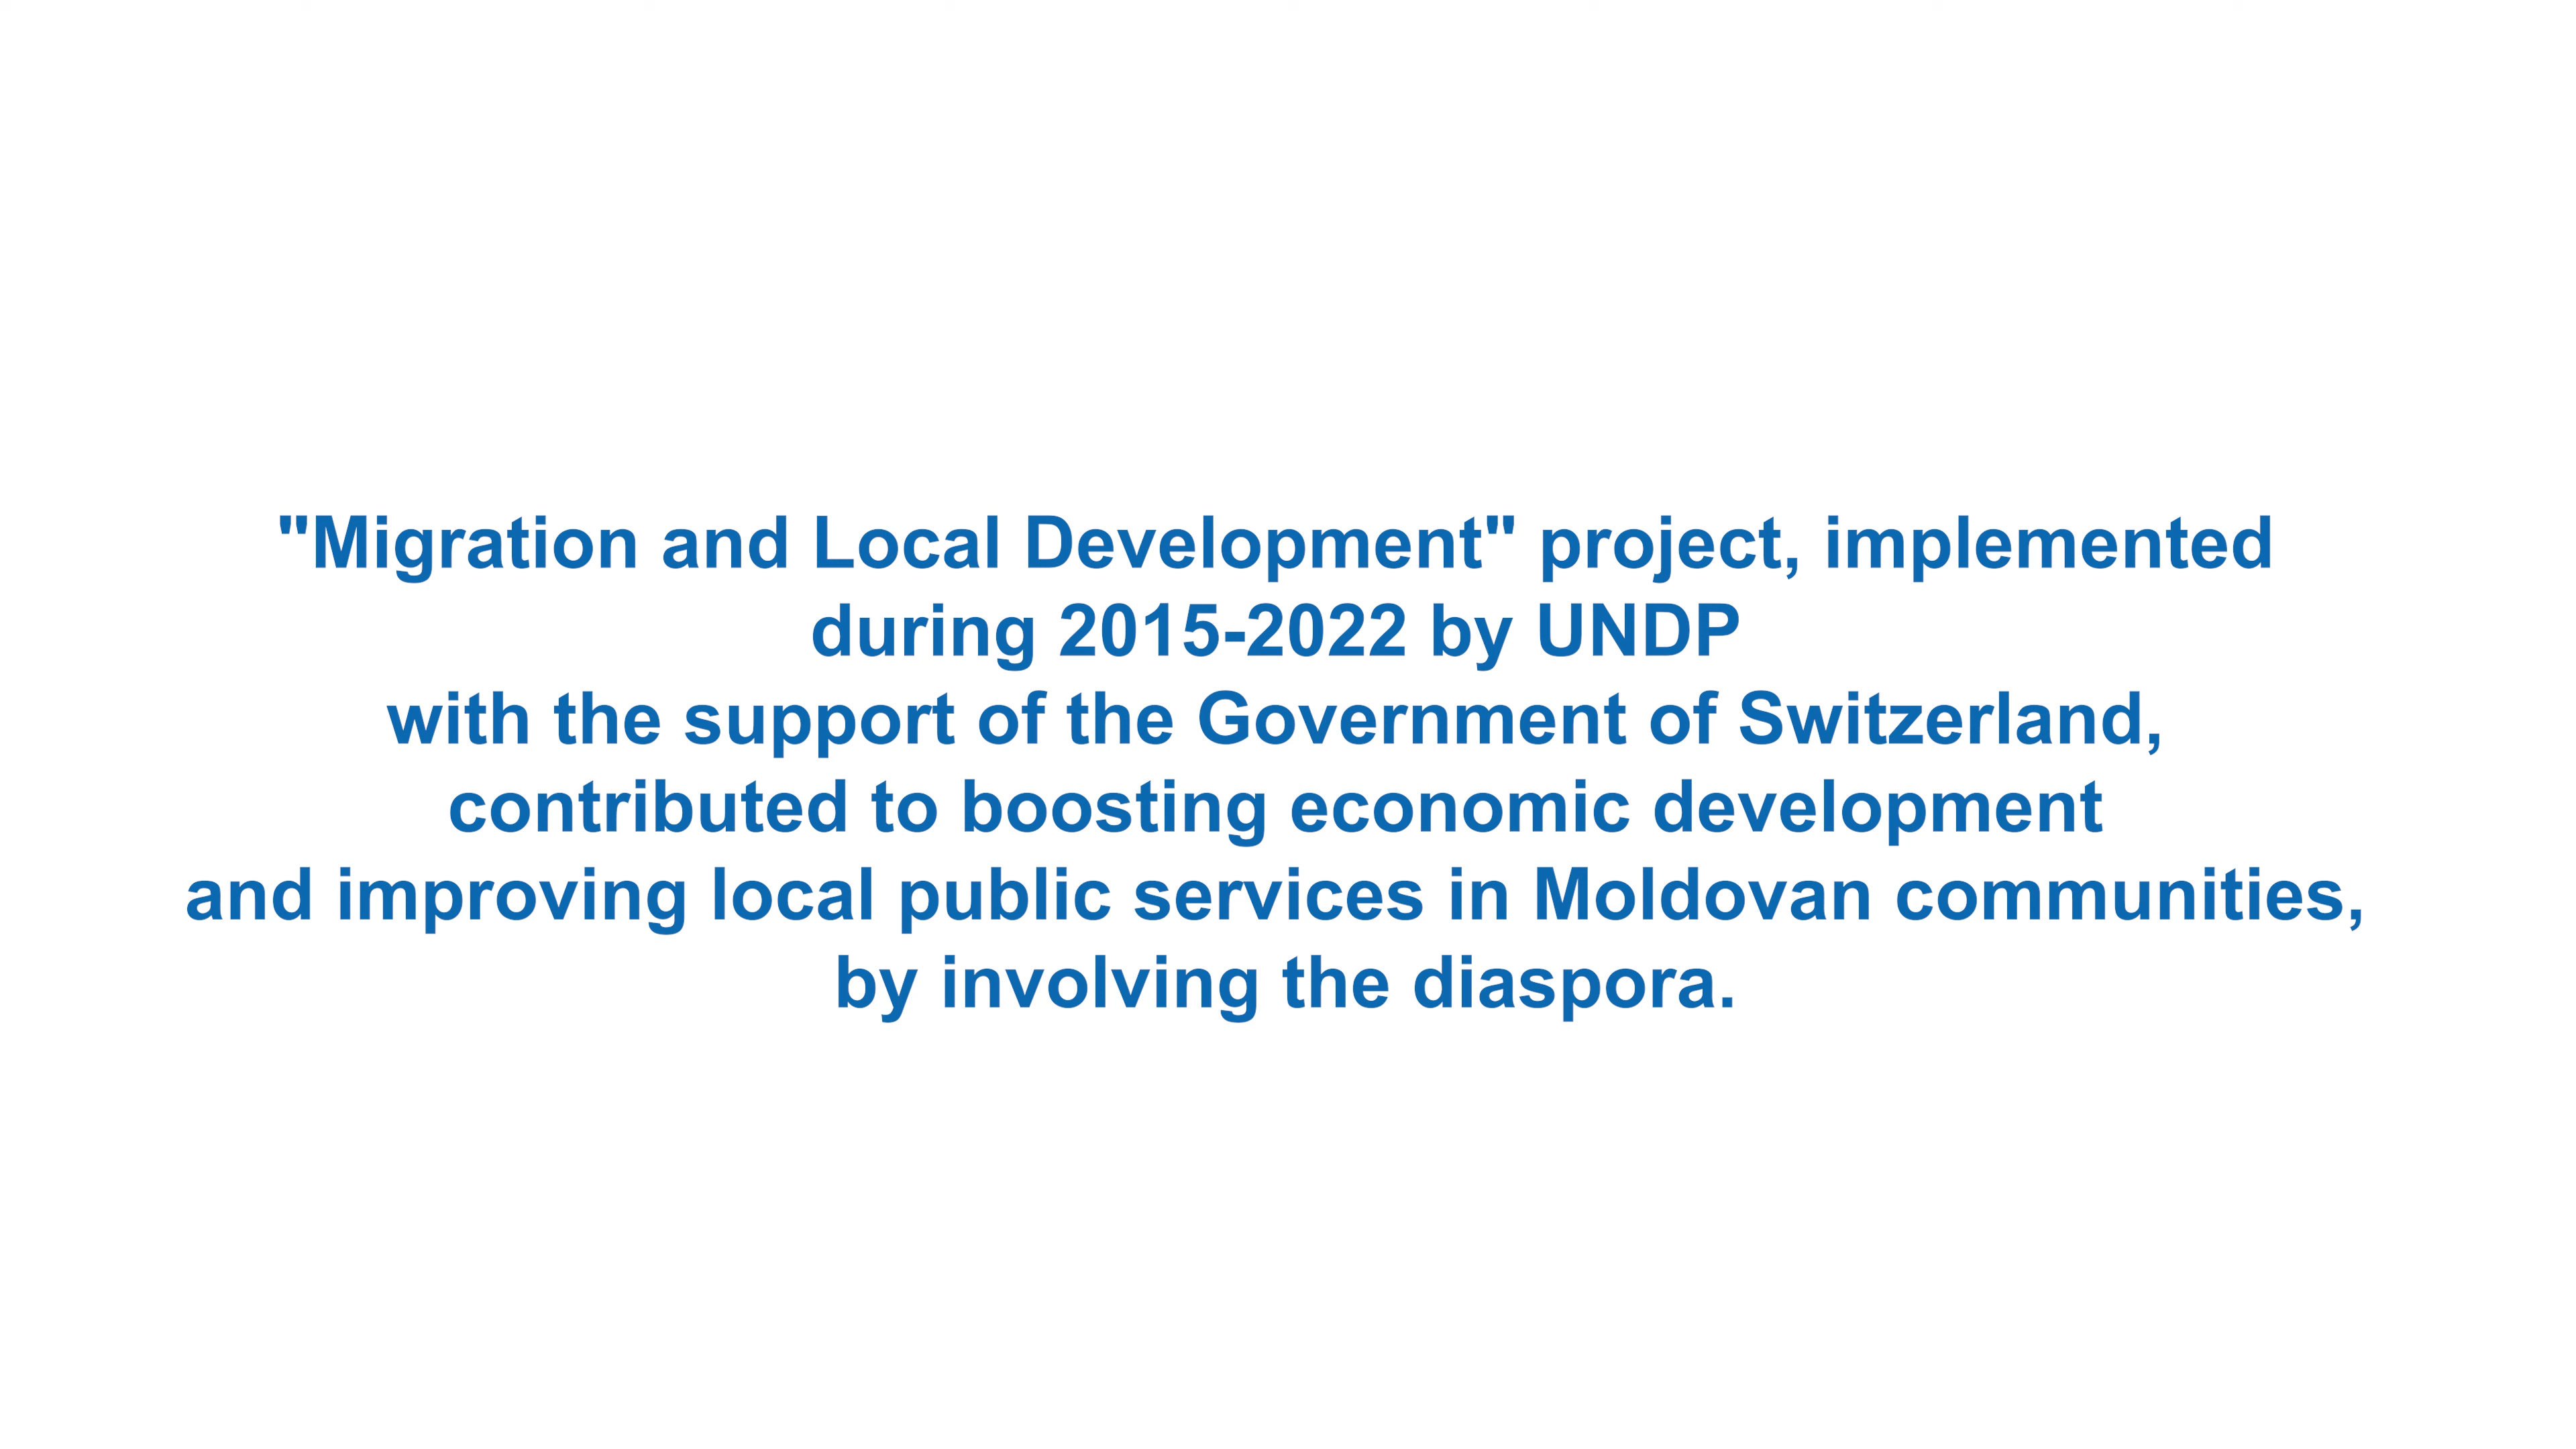 "Migration and Local Development" project, implemented
during 2015-2022 by UNDP
with the support of the Government of Switzerland,
contributed to boosting economic development
and improving local public services in Moldovan communities,
by involving the diaspora.